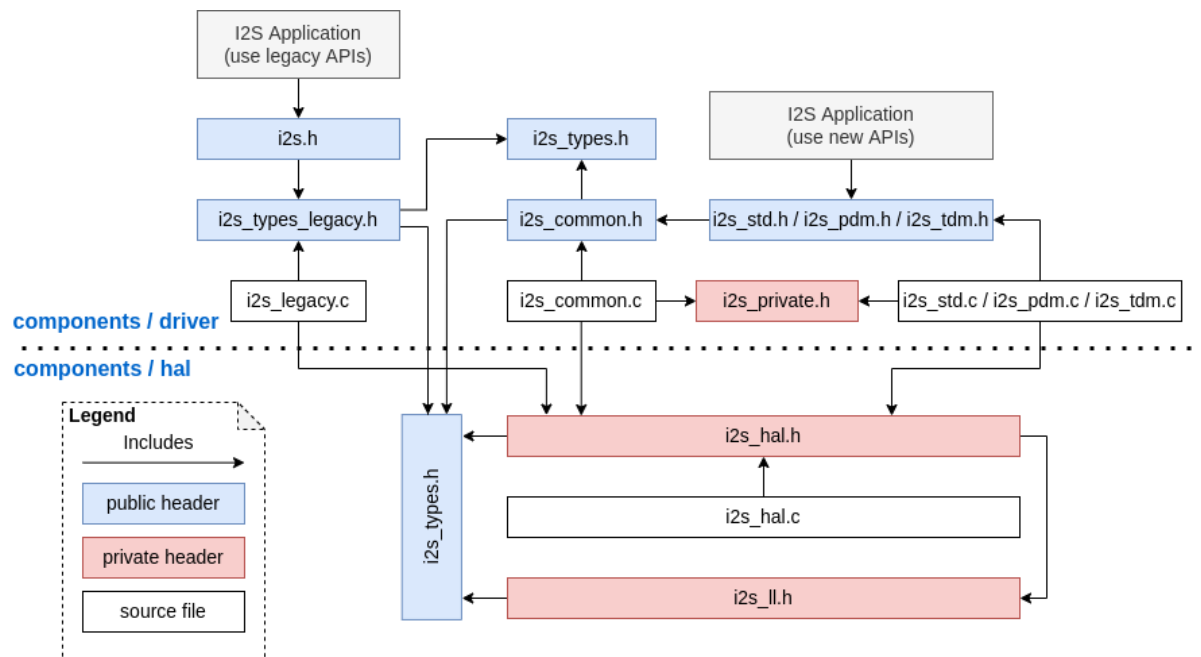 I2S Application
(use legacy APIs)
i2s.h
i2s_types.h
I2S Application
(use new APIs)
i2s_types_legacy.h
i2s_common.h
i2s_std.h / i2s_pdm.h / i2s_tdm.h
i2s_legacy.c
i2s_common.c
i2s_private.h
i2s_std.c / i2s_pdm.c / i2s_tdm.c
components / driver
components / hal
Legend
Includes
public header
private header
source file
i2s_types.h
i2s_hal.h
i2s_hal.c
i2s_ll.h